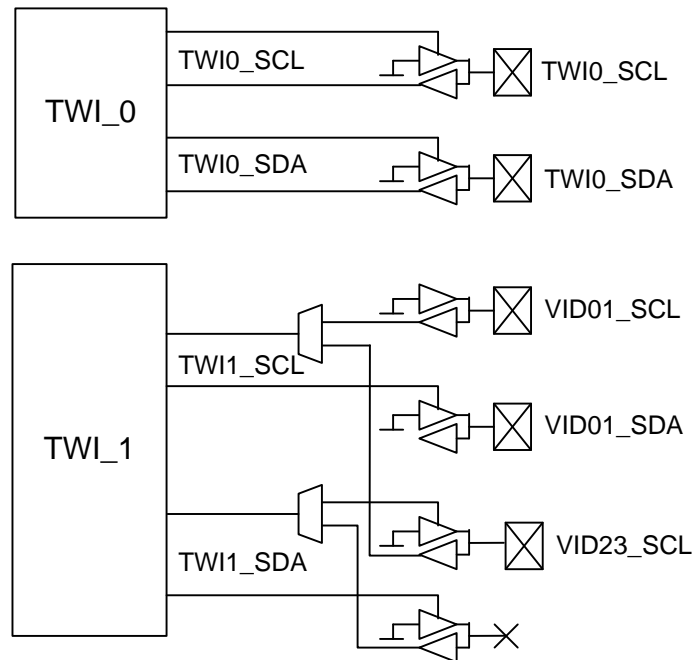 TWI_0
TWI0_SCL
TWI0_SCL
TWI0_SDA
TWI0_SDA
TWI_1
TWI1_SCL
VID01_SCL
VID01_SDA
TWI1_SDA
VID23_SCL